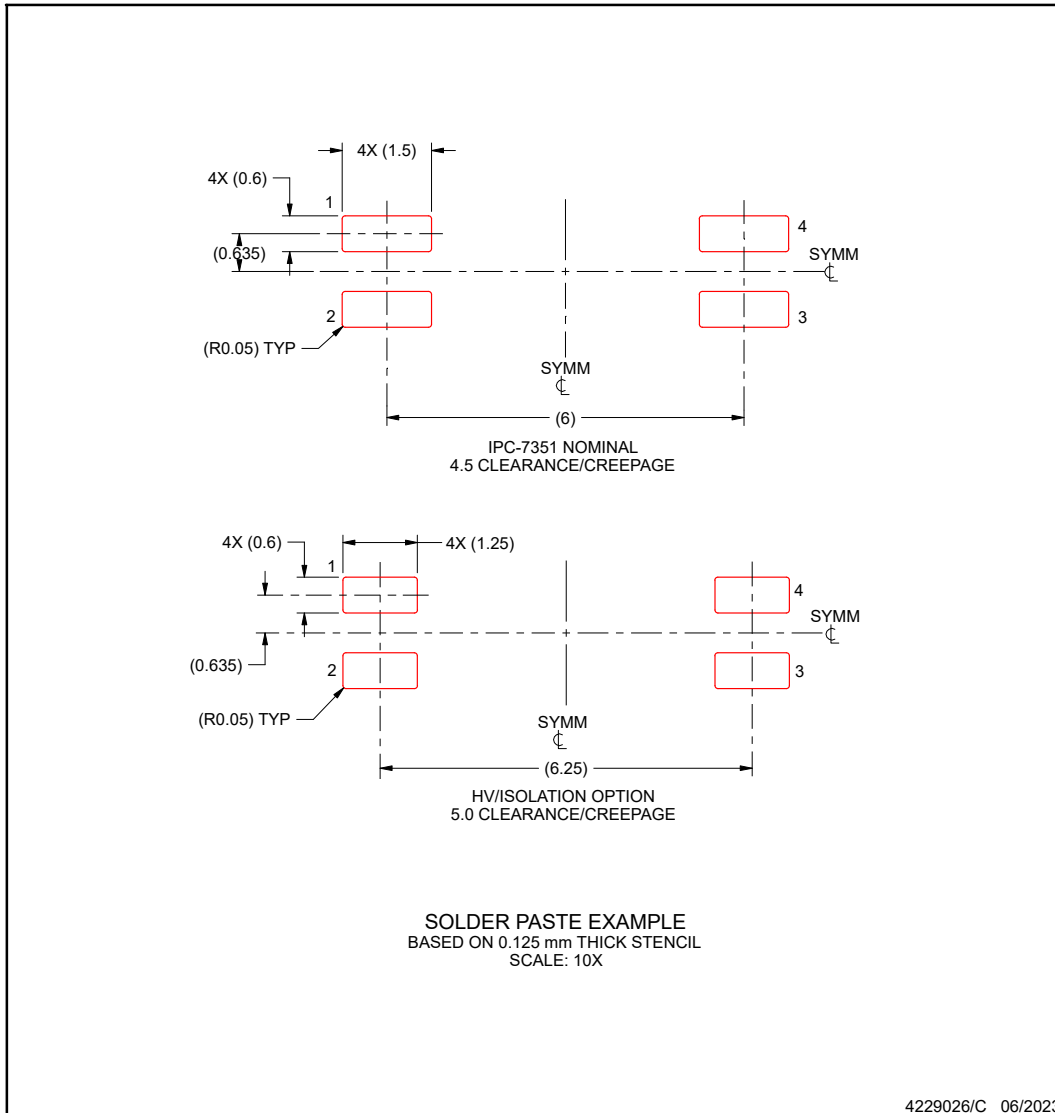 4X (1.5)
4X (0.6)
1
(0.635)
4
SYMM
℄
2
3
(R0.05) TYP
SYMM
℄
(6)
IPC-7351 NOMINAL
4.5 CLEARANCE/CREEPAGE
4X (0.6)
4X (1.25)
1
4
SYMM
℄
(0.635)
2
3
(R0.05) TYP
SYMM
℄
(6.25)
HV/ISOLATION OPTION
5.0 CLEARANCE/CREEPAGE
SOLDER PASTE EXAMPLE
BASED ON 0.125 mm THICK STENCIL
SCALE: 10X
4229026/C 06/2023